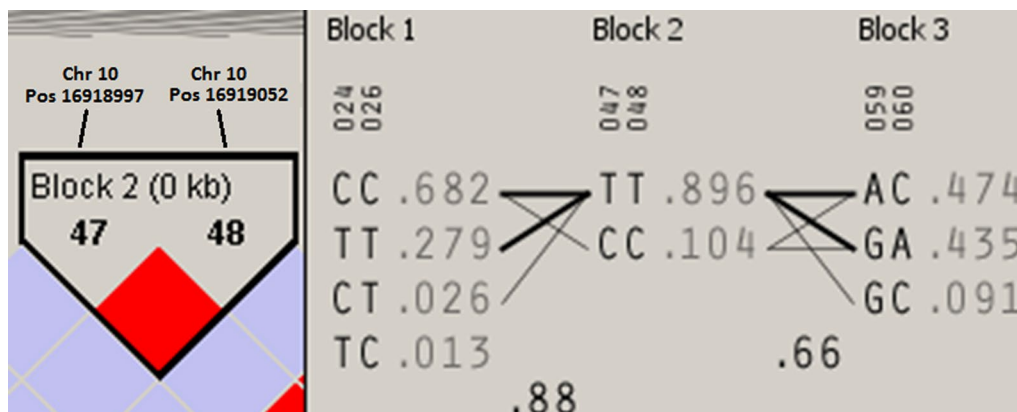 Chr 10 Chr 10
Pos 16918997 Pos 16919052
Block 2 (0 kb)
47 48
Block 1 Block 2 Block 3
024 026 047 048 059 060
CC .682 TT .896 AC .474
TT .279 CC .104 GA .435
CT .026 GC .091
TC .013 .66
.88